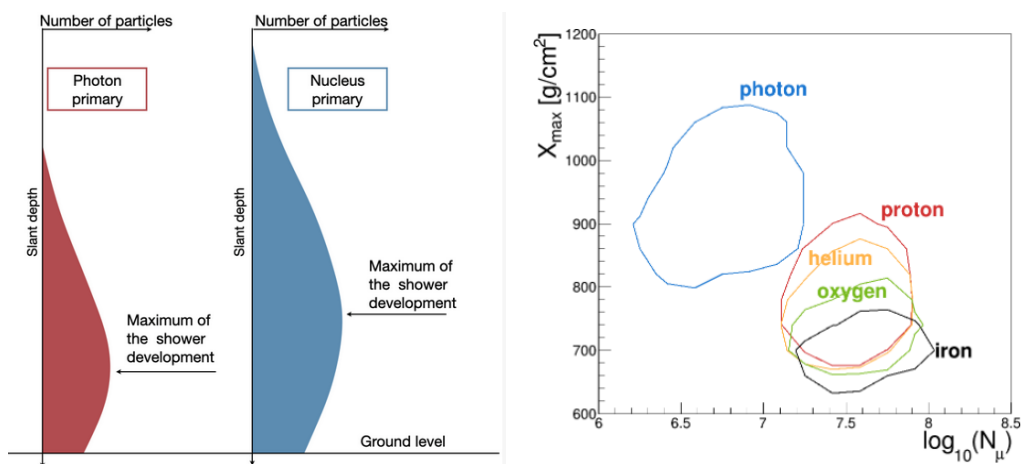 Number of particles
Photon
primary
Slant depth
Maximum of
the shower
development
Number of particles
Nucleus
primary
Slant depth
Maximum of
the shower
development
Ground level
X_max [g/cm²]
1200
1100
1000
900
800
700
600
photon
proton
helium
oxygen
iron
6
6.5
7
7.5
8
8.5
log₁₀(N_μ)